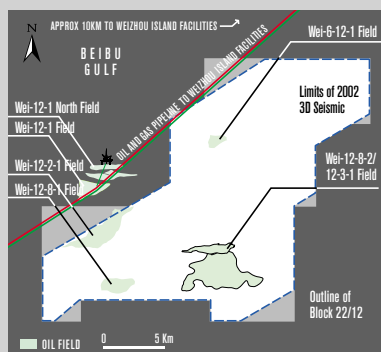 APPROX 10KM TO WEIZHOU ISLAND FACILITIES
N
BEIBU
GULF
Wei-6-12-1 Field
OIL AND GAS PIPELINE TO WEIZHOU ISLAND FACILITIES
Limits of 2002
3D Seismic
Wei-12-1 North Field
Wei-12-1 Field
Wei-12-2-1 Field
Wei-12-8-1 Field
Wei-12-8-2/
12-3-1 Field
Outline of
Block 22/12
OIL FIELD
0 5 Km